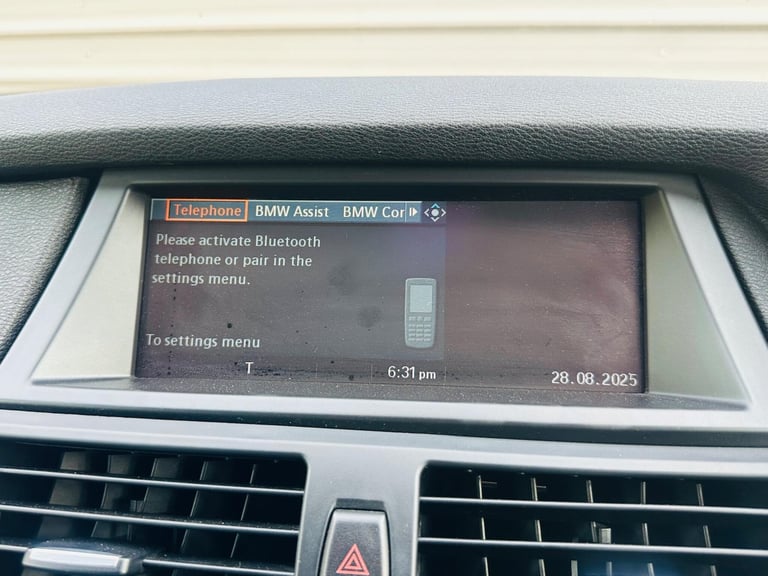 Telephone BMW Assist BMW Cor
Please activate Bluetooth
telephone or pair in the
settings menu.
To settings menu
T 6:31 pm 28.08.2025